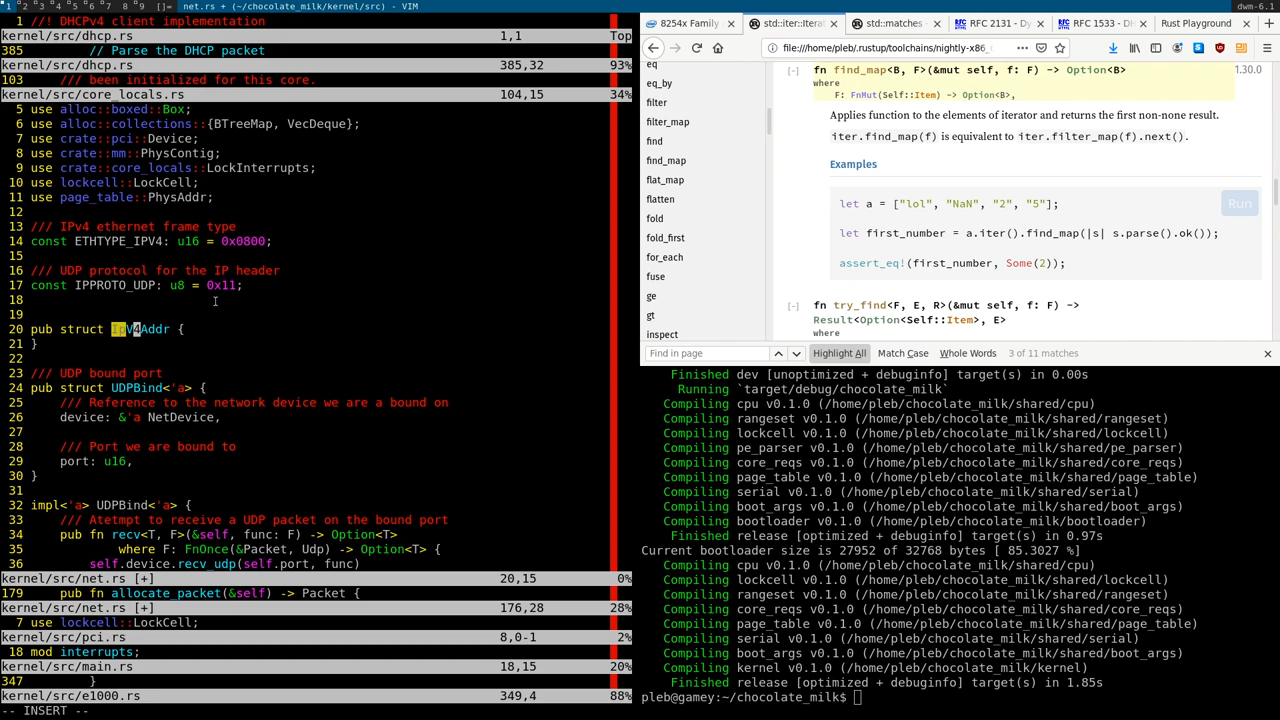 1 2 3 4 5 6 7 8 9 []= net.rs + (~/chocolate_milk/kernel/src) - VIM dwm-6.1
1 //! DHCPv4 client implementation
kernel/src/dhcp.rs 1,1 Top
385 // Parse the DHCP packet
kernel/src/dhcp.rs 385,32 93%
103 /// been initialized for this core.
kernel/src/core_locals.rs 104,15 34%
5 use alloc::boxed::Box;
6 use alloc::collections::{BTreeMap, VecDeque};
7 use crate::pci::Device;
8 use crate::mm::PhysContig;
9 use crate::core_locals::LockInterrupts;
10 use lockcell::LockCell;
11 use page_table::PhysAddr;
12
13 /// IPv4 ethernet frame type
14 const ETHTYPE_IPV4: u16 = 0x0800;
15
16 /// UDP protocol for the IP header
17 const IPPROTO_UDP: u8 = 0x11;
18
19
20 pub struct IpV4Addr {
21 }
22
23 /// UDP bound port
24 pub struct UDPBind<'a> {
25 /// Reference to the network device we are a bound on
26 device: &'a NetDevice,
27
28 /// Port we are bound to
29 port: u16,
30 }
31
32 impl<'a> UDPBind<'a> {
33 /// Atetmpt to receive a UDP packet on the bound port
34 pub fn recv<T, F>(&self, func: F) -> Option<T>
35 where F: FnOnce(&Packet, Udp) -> Option<T> {
36 self.device.recv_udp(self.port, func)
kernel/src/net.rs [+] 20,15 0%
179 pub fn allocate_packet(&self) -> Packet {
kernel/src/net.rs [+] 176,28 28%
7 use lockcell::LockCell;
kernel/src/pci.rs 8,0-1 2%
18 mod interrupts;
kernel/src/main.rs 18,15 20%
347 }
kernel/src/e1000.rs 349,4 88%
-- INSERT --
8254x Family std::iter::Itera std::matches - RFC 2131 - Dy RFC 1533 - DH Rust Playground
file:///home/pleb/.rustup/toolchains/nightly-x86_
eq
eq_by
filter
filter_map
find
find_map
flat_map
flatten
fold
fold_first
for_each
fuse
ge
gt
inspect
[-] fn find_map<B, F>(&mut self, f: F) -> Option<B> 1.30.0
where
F: FnMut(Self::Item) -> Option<B>,
Applies function to the elements of iterator and returns the first non-none result.
iter.find_map(f) is equivalent to iter.filter_map(f).next().
Examples
let a = ["lol", "NaN", "2", "5"];
Run
let first_number = a.iter().find_map(|s| s.parse().ok());
assert_eq!(first_number, Some(2));
[-] fn try_find<F, E, R>(&mut self, f: F) ->
Result<Option<Self::Item>, E>
where
Find in page Highlight All Match Case Whole Words 3 of 11 matches
Finished dev [unoptimized + debuginfo] target(s) in 0.00s
Running `target/debug/chocolate_milk`
Compiling cpu v0.1.0 (/home/pleb/chocolate_milk/shared/cpu)
Compiling rangeset v0.1.0 (/home/pleb/chocolate_milk/shared/rangeset)
Compiling lockcell v0.1.0 (/home/pleb/chocolate_milk/shared/lockcell)
Compiling pe_parser v0.1.0 (/home/pleb/chocolate_milk/shared/pe_parser)
Compiling core_reqs v0.1.0 (/home/pleb/chocolate_milk/shared/core_reqs)
Compiling page_table v0.1.0 (/home/pleb/chocolate_milk/shared/page_table)
Compiling serial v0.1.0 (/home/pleb/chocolate_milk/shared/serial)
Compiling boot_args v0.1.0 (/home/pleb/chocolate_milk/shared/boot_args)
Compiling bootloader v0.1.0 (/home/pleb/chocolate_milk/bootloader)
Finished release [optimized + debuginfo] target(s) in 0.97s
Current bootloader size is 27952 of 32768 bytes [ 85.3027 %]
Compiling cpu v0.1.0 (/home/pleb/chocolate_milk/shared/cpu)
Compiling lockcell v0.1.0 (/home/pleb/chocolate_milk/shared/lockcell)
Compiling rangeset v0.1.0 (/home/pleb/chocolate_milk/shared/rangeset)
Compiling core_reqs v0.1.0 (/home/pleb/chocolate_milk/shared/core_reqs)
Compiling page_table v0.1.0 (/home/pleb/chocolate_milk/shared/page_table)
Compiling serial v0.1.0 (/home/pleb/chocolate_milk/shared/serial)
Compiling boot_args v0.1.0 (/home/pleb/chocolate_milk/shared/boot_args)
Compiling kernel v0.1.0 (/home/pleb/chocolate_milk/kernel)
Finished release [optimized + debuginfo] target(s) in 1.85s
pleb@gamey:~/chocolate_milk$